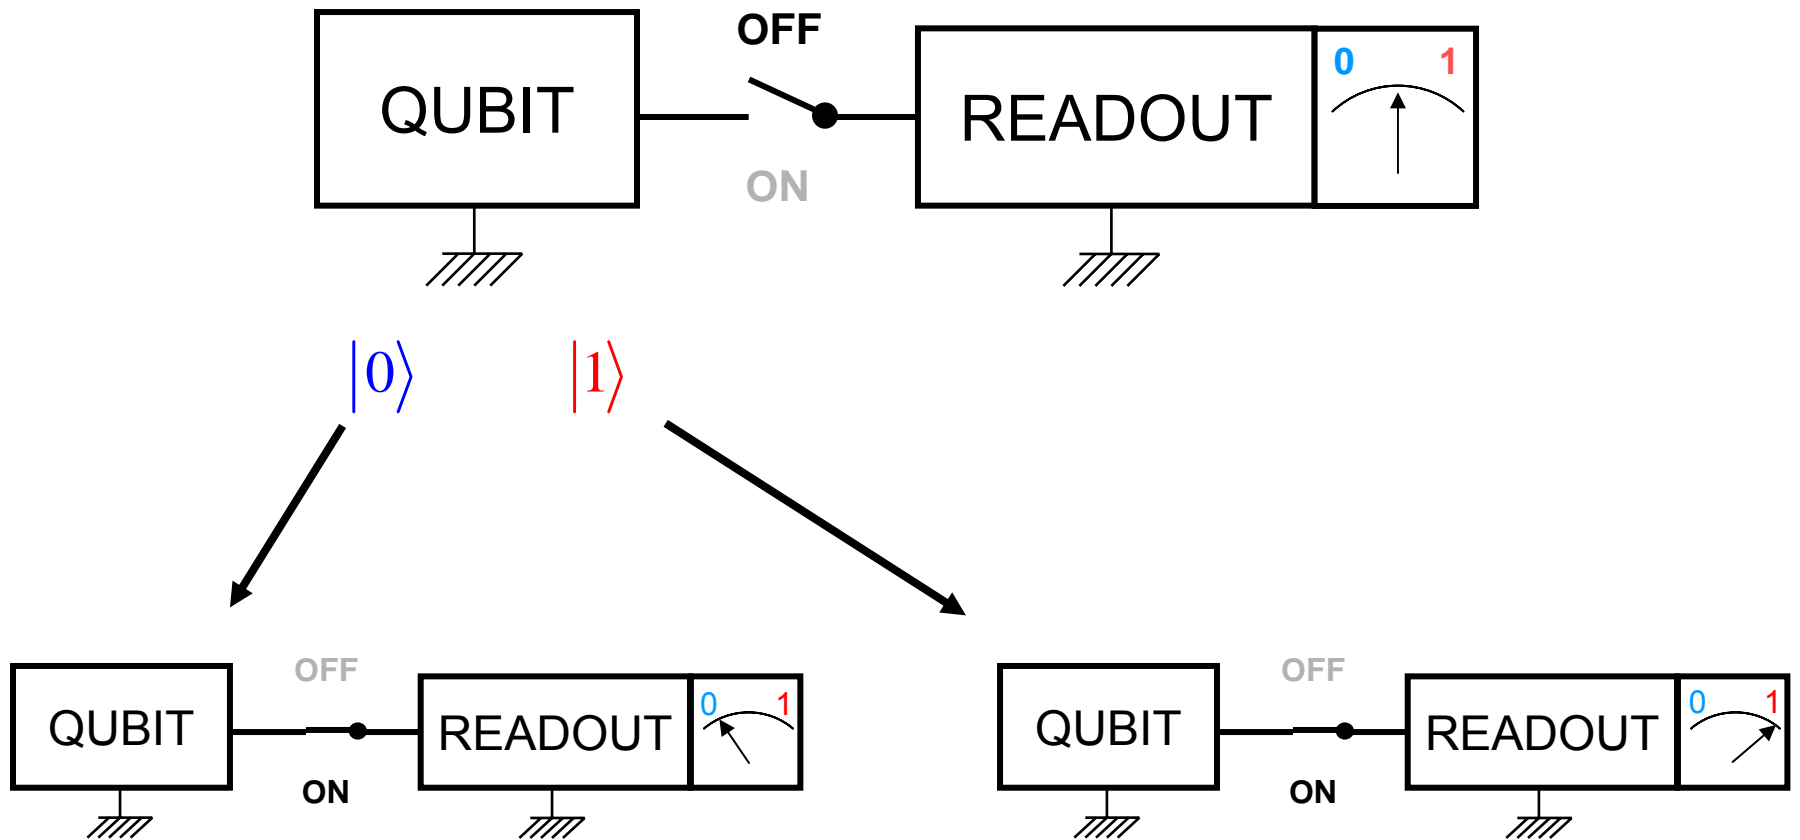 OFF
QUBIT
READOUT
0 1
ON
|0⟩ |1⟩
OFF
QUBIT
READOUT
0 1
ON
OFF
QUBIT
READOUT
0 1
ON